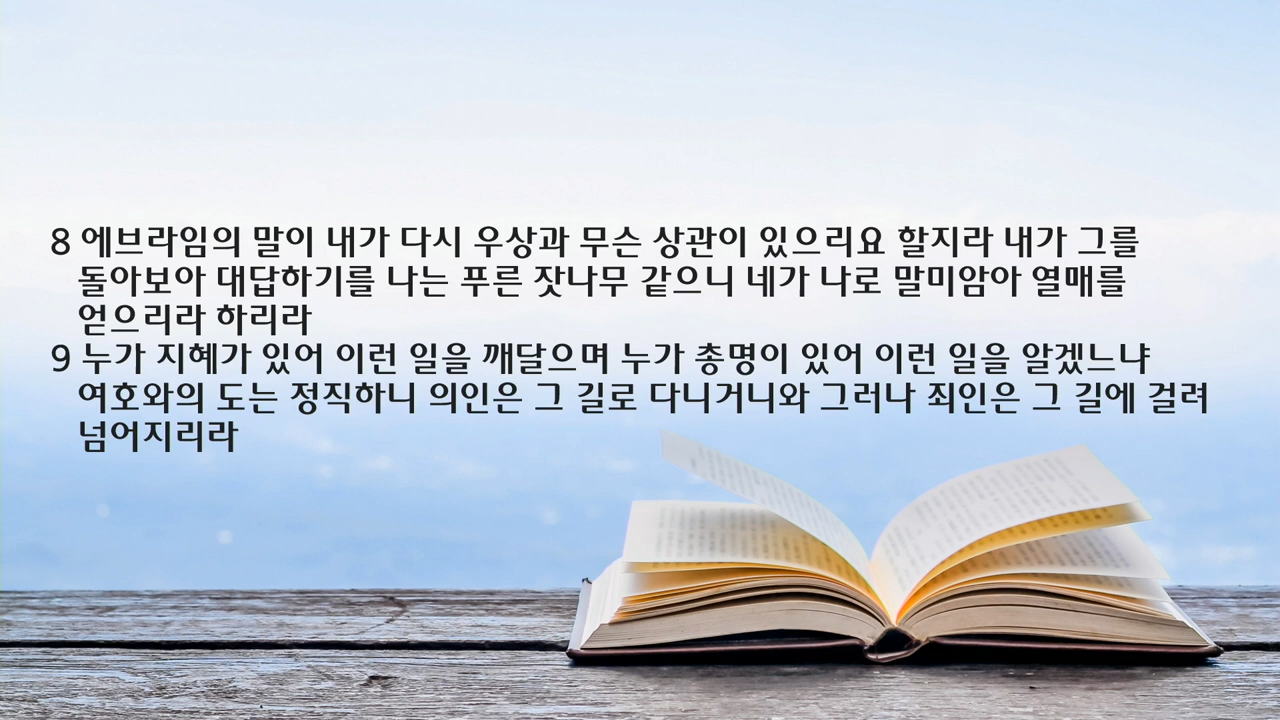 8 에브라임의 말이 내가 다시 우상과 무슨 상관이 있으리요 할지라 내가 그를
돌아보아 대답하기를 나는 푸른 잣나무 같으니 네가 나로 말미암아 열매를
얻으리라 하리라
9 누가 지혜가 있어 이런 일을 깨달으며 누가 총명이 있어 이런 일을 알겠느냐
여호와의 도는 정직하니 의인은 그 길로 다니거니와 그러나 죄인은 그 길에 걸려
넘어지리라